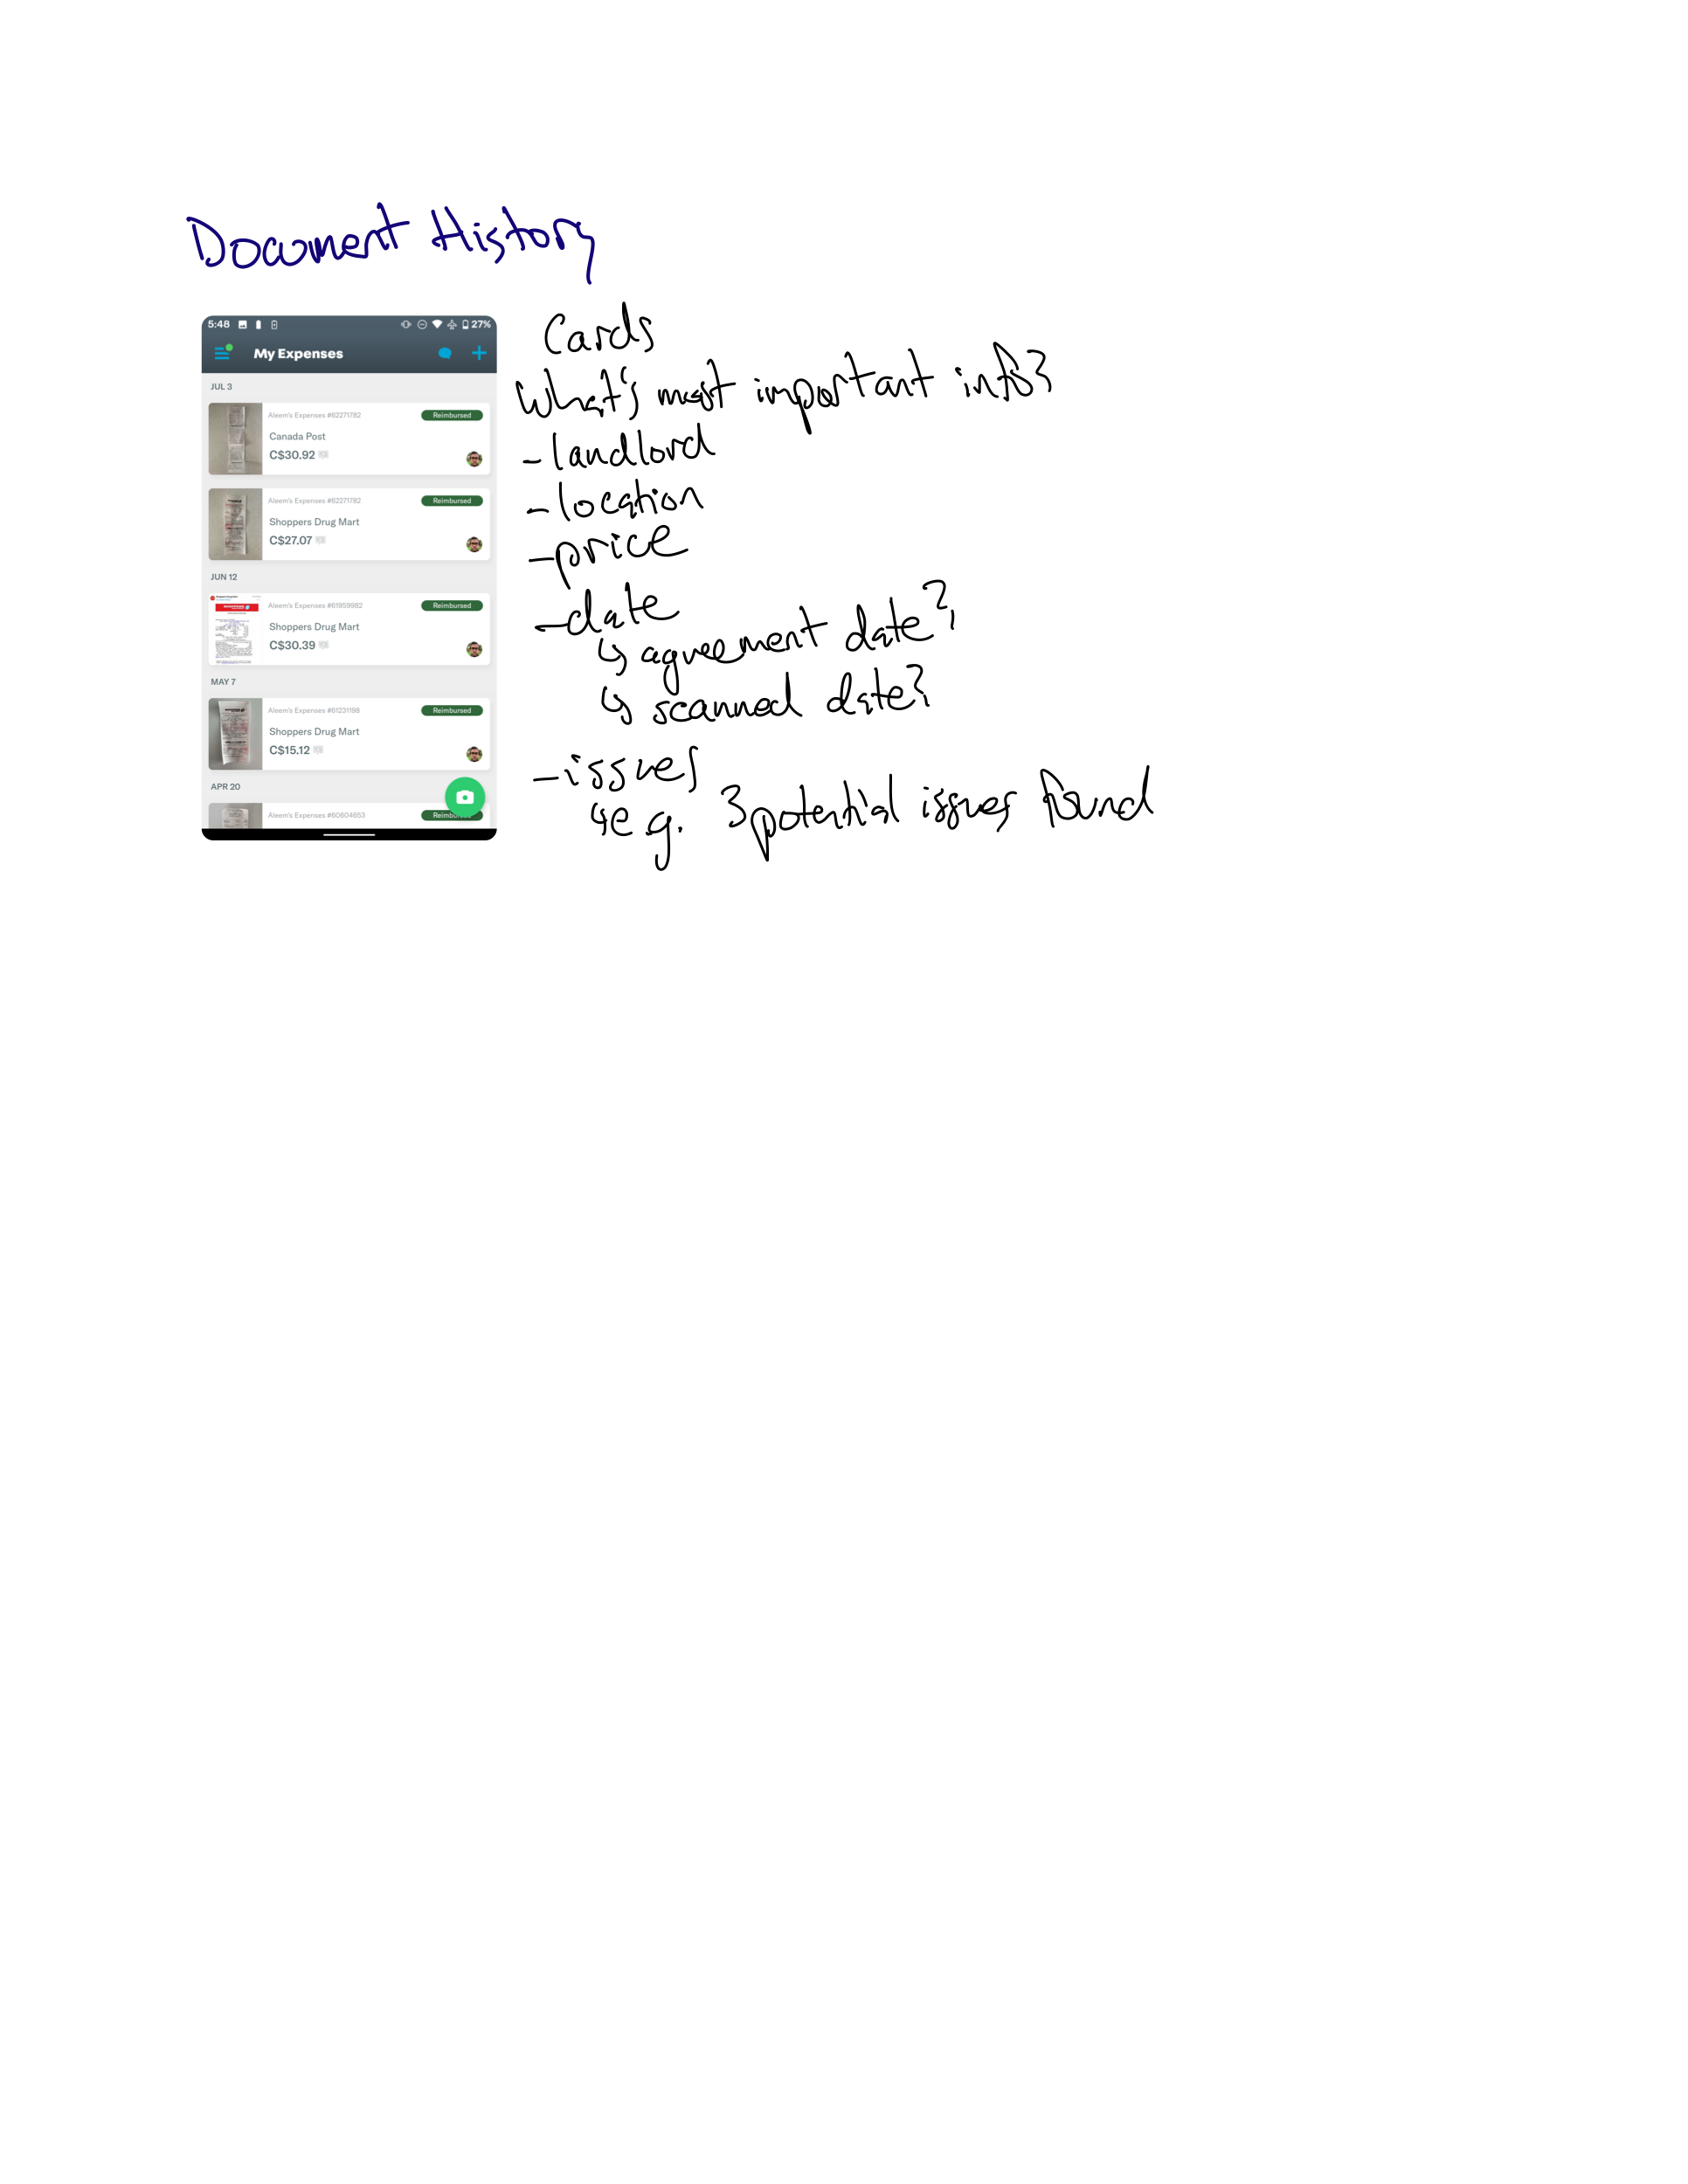 Document History
5:48
27%
My Expenses
JUL 3
Aleem's Expenses #62271782
Reimbursed
Canada Post
C$30.92
Aleem's Expenses #62271782
Reimbursed
Shoppers Drug Mart
C$27.07
JUN 12
Aleem's Expenses #61959982
Reimbursed
Shoppers Drug Mart
C$30.39
MAY 7
Aleem's Expenses #61231198
Reimbursed
Shoppers Drug Mart
C$15.12
APR 20
Aleem's Expenses #60604653
Cards
What's most important info?
-landlord
-location
-price
-date
↳ agreement date?
↳ scanned date?
-issues
↳ e.g. 3 potential issues found